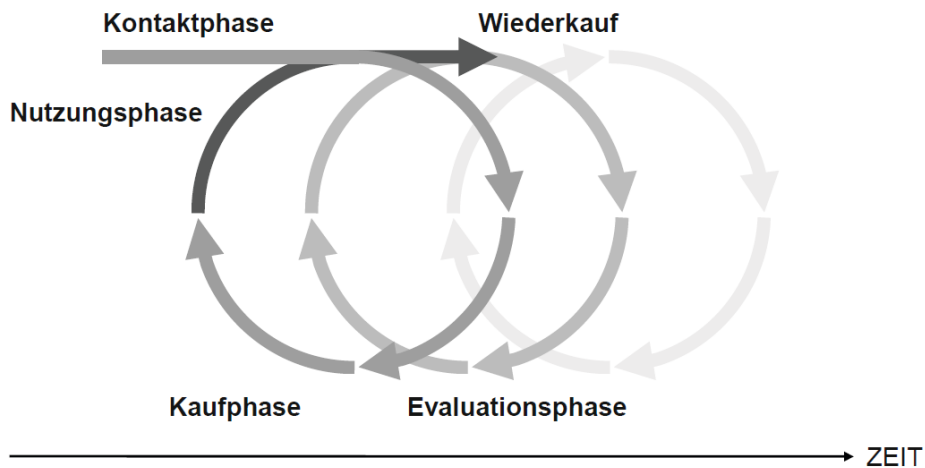 Kontaktphase
Wiederkauf
Nutzungsphase
Kaufphase
Evaluationsphase
ZEIT